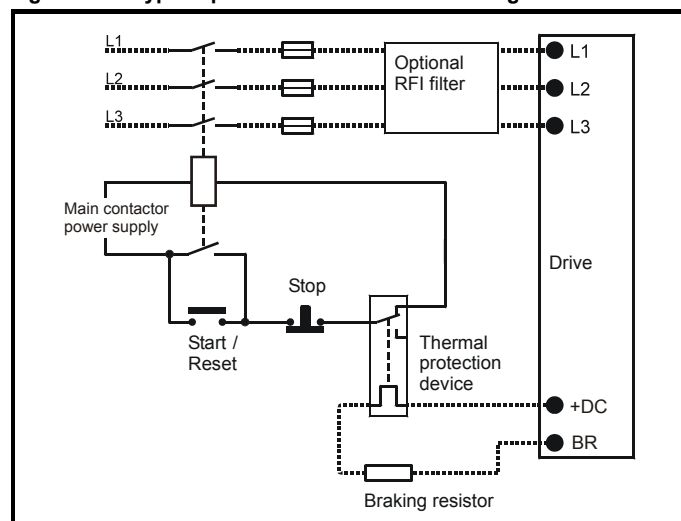 L1
Optional
RFI filter
L1
L2
L2
L3
L3
Main contactor
power supply
Drive
Stop
Start /
Reset
Thermal
protection
device
+DC
BR
Braking resistor